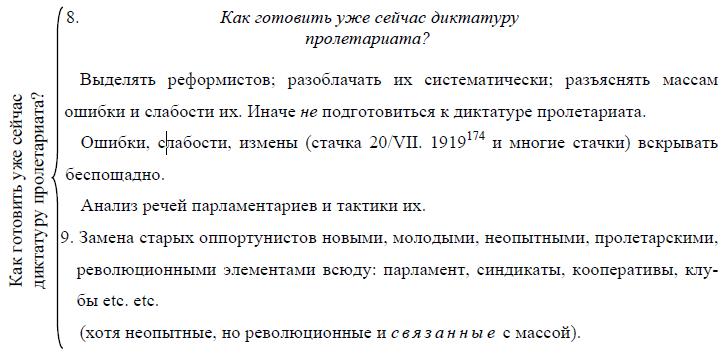 Как готовить уже сейчас
диктатуру пролетариата?
8. Как готовить уже сейчас диктатуру
пролетариата?
Выделять реформистов; разоблачать их систематически; разъяснять массам
ошибки и слабости их. Иначе не подготовиться к диктатуре пролетариата.
Ошибки, слабости, измены (стачка 20/VII. 1919174 и многие стачки) вскрывать
беспощадно.
Анализ речей парламентариев и тактики их.
9. Замена старых оппортунистов новыми, молодыми, неопытными, пролетарскими,
революционными элементами всюду: парламент, синдикаты, кооперативы, клу-
бы etc. etc.
(хотя неопытные, но революционные и связанные с массой).